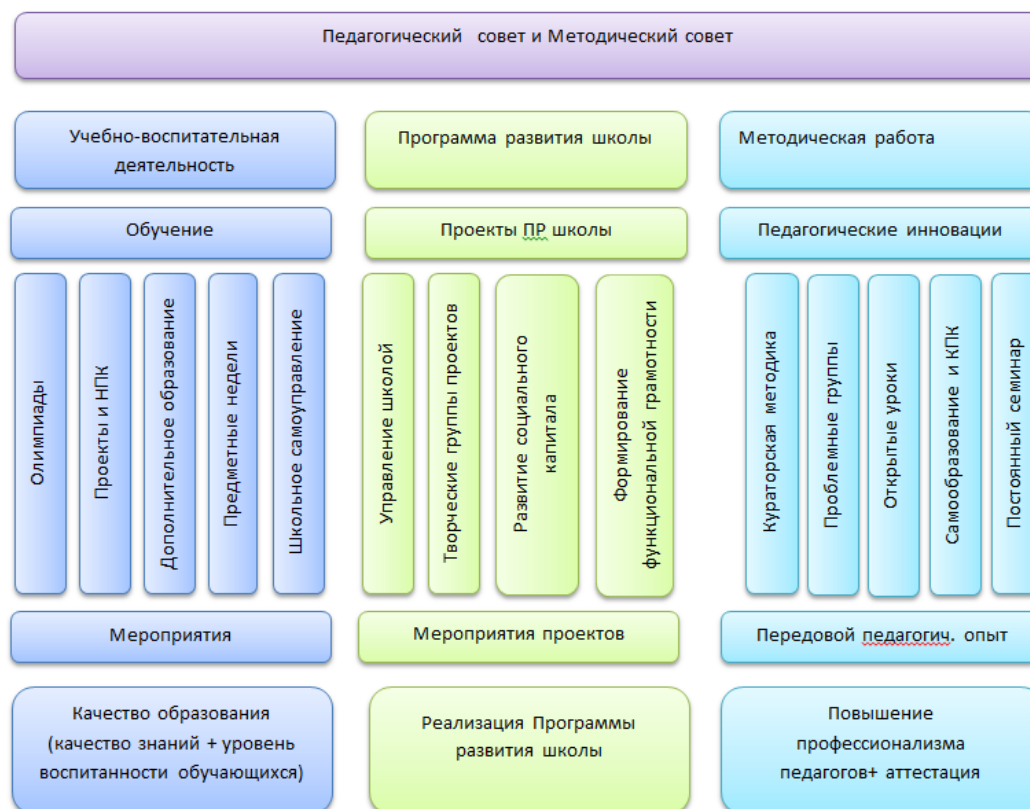 Педагогический совет и Методический совет
Учебно-воспитательная
деятельность
Программа развития школы
Методическая работа
Обучение
Проекты ПР школы
Педагогические инновации
Олимпиады
Проекты и НПК
Дополнительное образование
Предметные недели
Школьное самоуправление
Управление школой
Творческие группы проектов
Развитие социального
капитала
Формирование
функциональной грамотности
Кураторская методика
Проблемные группы
Открытые уроки
Самообразование и КПК
Постоянный семинар
Мероприятия
Мероприятия проектов
Передовой педагогич. опыт
Качество образования
(качество знаний + уровень
воспитанности обучающихся)
Реализация Программы
развития школы
Повышение
профессионализма
педагогов+ аттестация